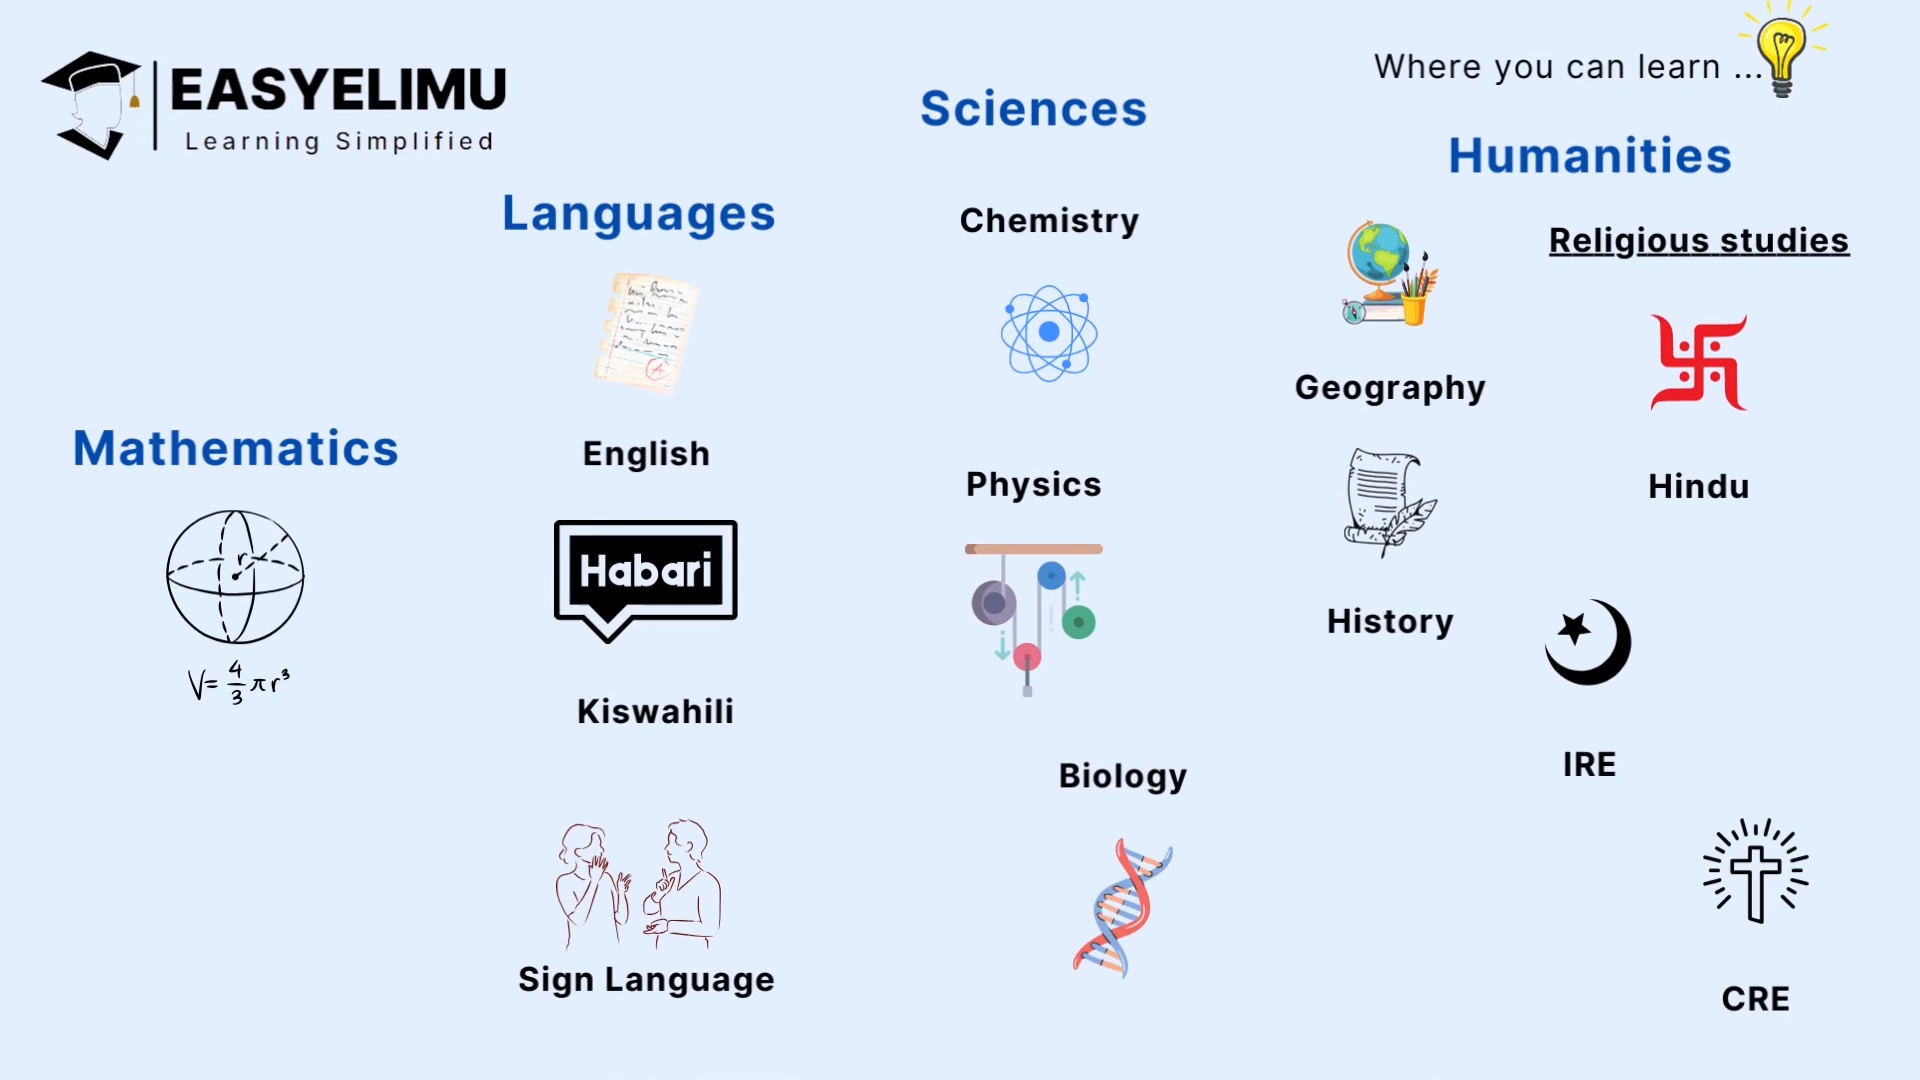 EASYELIMU
Learning Simplified
Where you can learn ...
Mathematics
r
V= 4/3 π r³
Languages
English
Habari
Kiswahili
Sign Language
Sciences
Chemistry
Physics
Biology
Humanities
Geography
History
Religious studies
Hindu
IRE
CRE